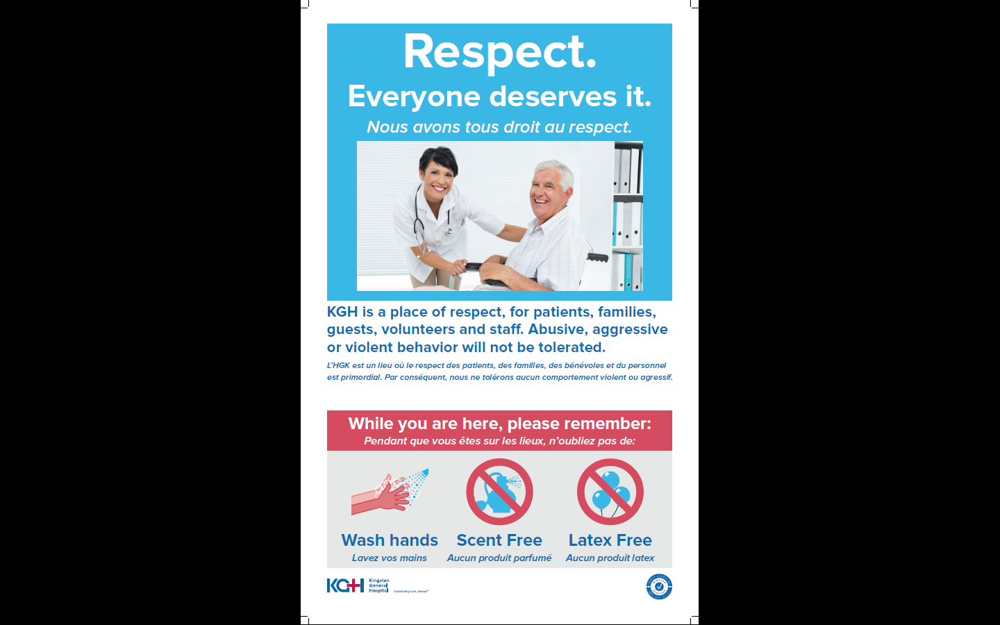 Respect.
Everyone deserves it.
Nous avons tous droit au respect.
KGH is a place of respect, for patients, families,
guests, volunteers and staff. Abusive, aggressive
or violent behavior will not be tolerated.
L'HGK est un lieu où le respect des patients, des familles, des bénévoles et du personnel
est primordial. Par conséquent, nous ne tolérons aucun comportement violent ou agressif.
While you are here, please remember:
Pendant que vous êtes sur les lieux, n'oubliez pas de:
Wash hands
Lavez vos mains
Scent Free
Aucun produit parfumé
Latex Free
Aucun produit latex
KGH
Kingston
General
Hospital
Outstanding care, always™